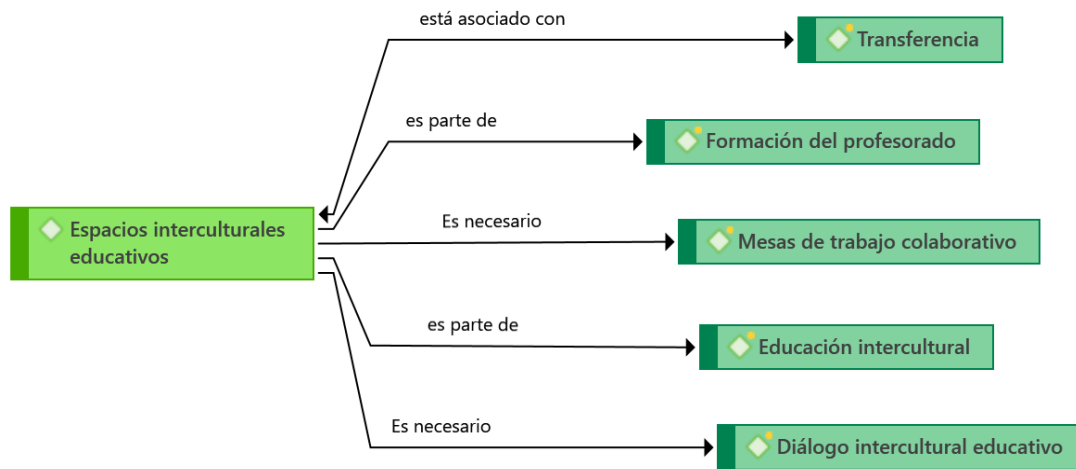 está asociado con
Transferencia
es parte de
Formación del profesorado
Espacios interculturales
educativos
Es necesario
Mesas de trabajo colaborativo
es parte de
Educación intercultural
Es necesario
Diálogo intercultural educativo